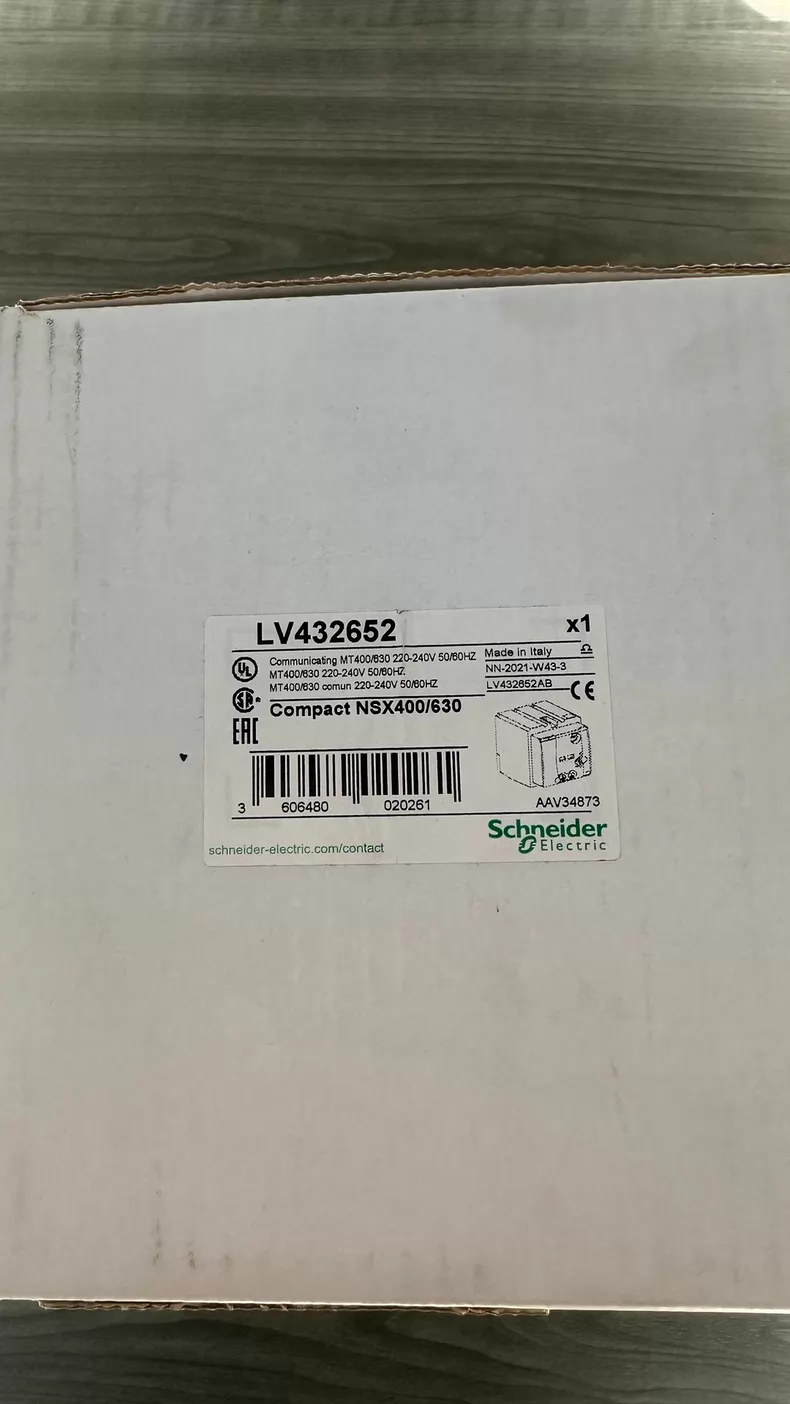 LV432652 x1
Communicating MT400/630 220-240V 50/60HZ
MT400/630 220-240V 50/60HZ.
MT400/630 comun 220-240V 50/60HZ
Made in Italy
NN-2021-W43-3
LV432652AB
CE
UL
Compact NSX400/630
EAC
3 606480 020261
AAV34873
Schneider
Electric
schneider-electric.com/contact